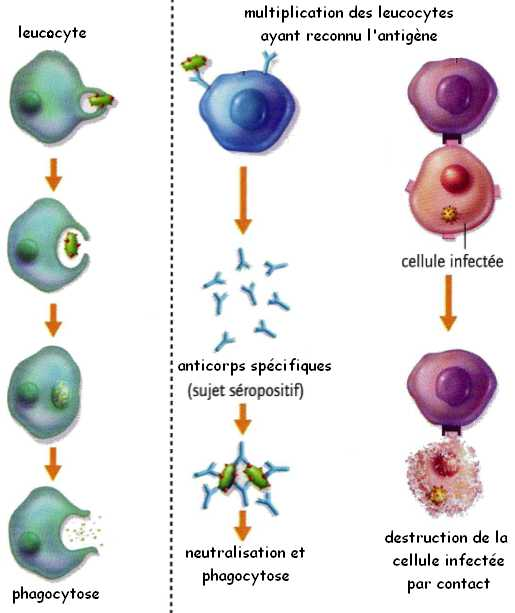 leucocyte
phagocytose
multiplication des leucocytes
ayant reconnu l'antigène
anticorps spécifiques
(sujet séropositif)
neutralisation et
phagocytose
cellule infectée
destruction de la
cellule infectée
par contact